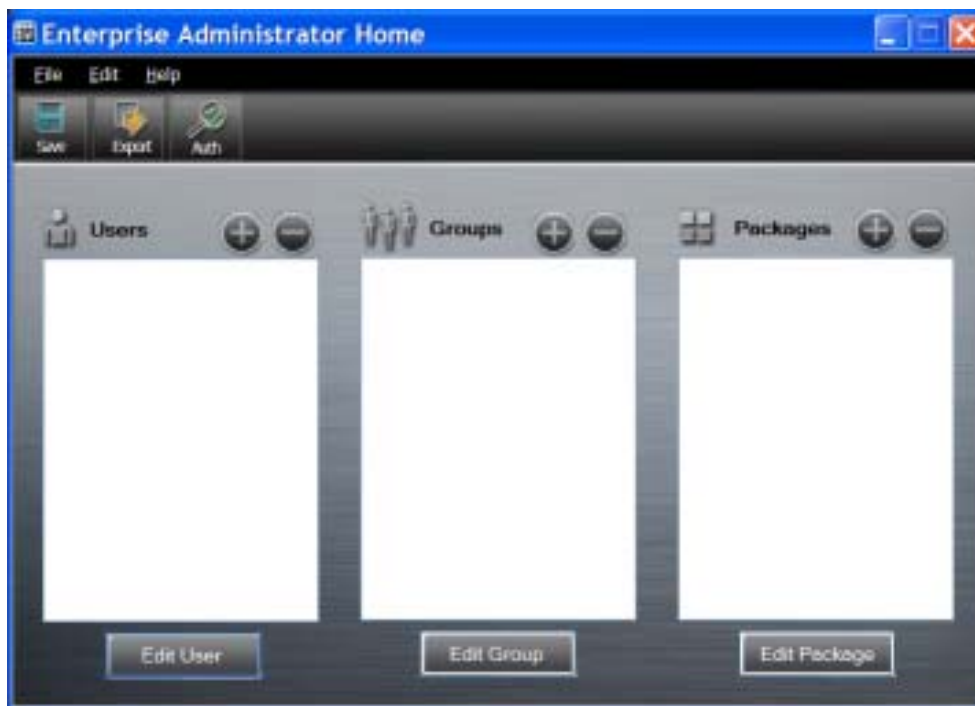 Enterprise Administrator Home
File Edit Help
Save Export Auth
Users Groups Packages
Edit User Edit Group Edit Package